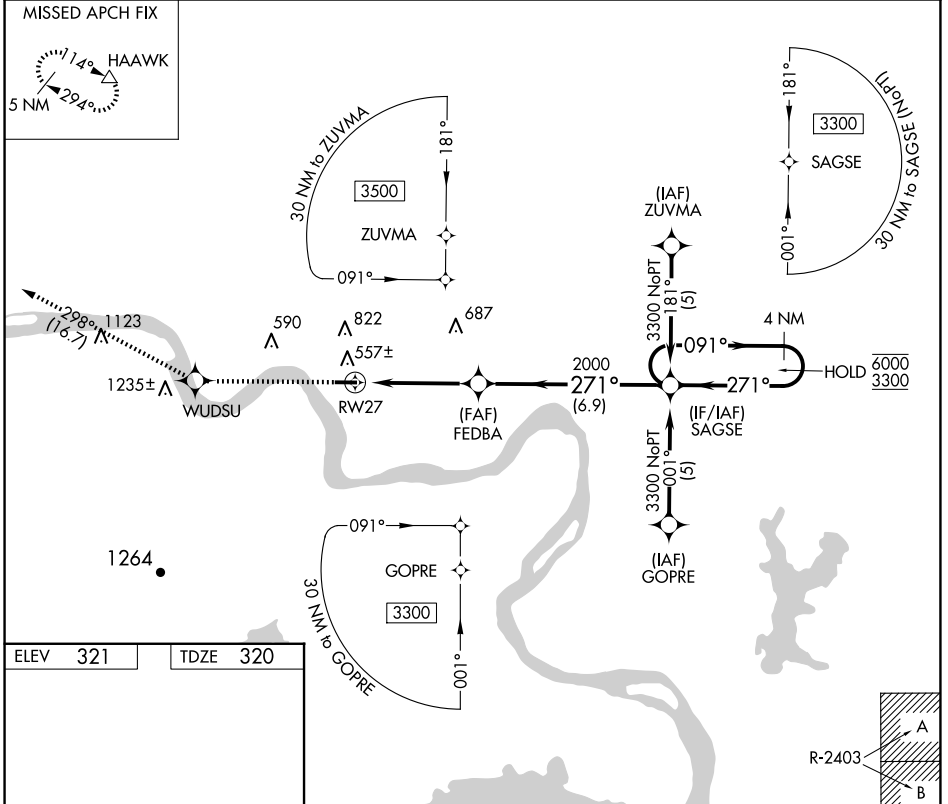 MISSED APCH FIX
114°
HAAWK
5 NM
294°
30 NM to ZUVMA
181°
3500
ZUVMA
091°
181°
3300
SAGSE
001°
30 NM to SAGSE (NoPT)
(IAF)
ZUVMA
3300 NoPT
181°
(5)
4 NM
091°
HOLD
6000
3300
271°
(IF/IAF)
SAGSE
298°
(16.7)
1123
590
822
687
557±
1235±
WUDSU
RW27
(FAF)
FEDBA
2000
271°
(6.9)
3300 NoPT
001°
(5)
(IAF)
GOPRE
1264
091°
GOPRE
3300
001°
30 NM to GOPRE
ELEV 321
TDZE 320
R-2403
A
B